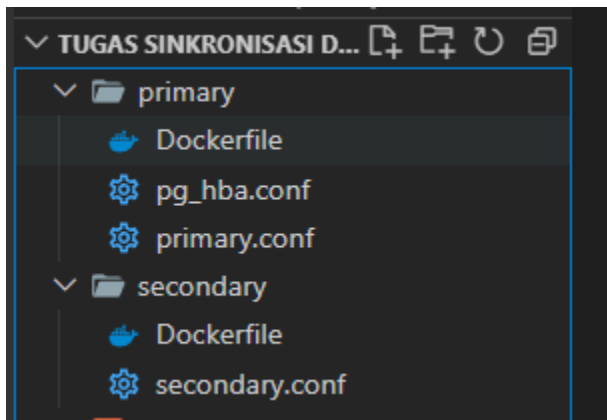 TUGAS SINKRONISASI D...
primary
Dockerfile
pg_hba.conf
primary.conf
secondary
Dockerfile
secondary.conf